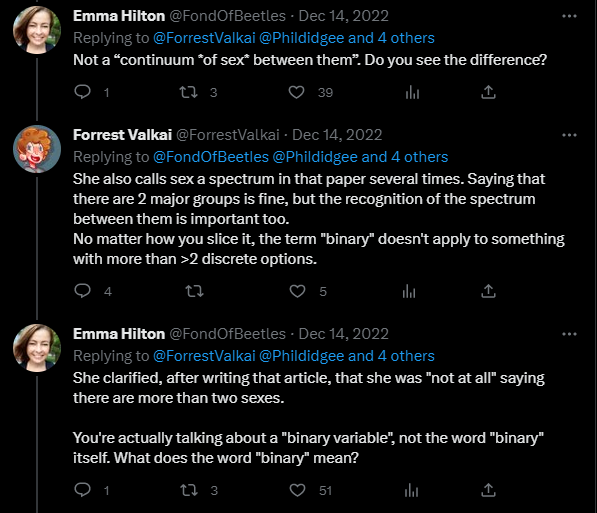 Emma Hilton @FondOfBeetles · Dec 14, 2022
Replying to @ForrestValkai @Phildidgee and 4 others
Not a “continuum *of sex* between them”. Do you see the difference?
1 3 39
Forrest Valkai @ForrestValkai · Dec 14, 2022
Replying to @FondOfBeetles @Phildidgee and 4 others
She also calls sex a spectrum in that paper several times. Saying that
there are 2 major groups is fine, but the recognition of the spectrum
between them is important too.
No matter how you slice it, the term "binary" doesn't apply to something
with more than >2 discrete options.
4 5
Emma Hilton @FondOfBeetles · Dec 14, 2022
Replying to @ForrestValkai @Phildidgee and 4 others
She clarified, after writing that article, that she was "not at all" saying
there are more than two sexes.
You're actually talking about a "binary variable", not the word "binary"
itself. What does the word "binary" mean?
1 3 51